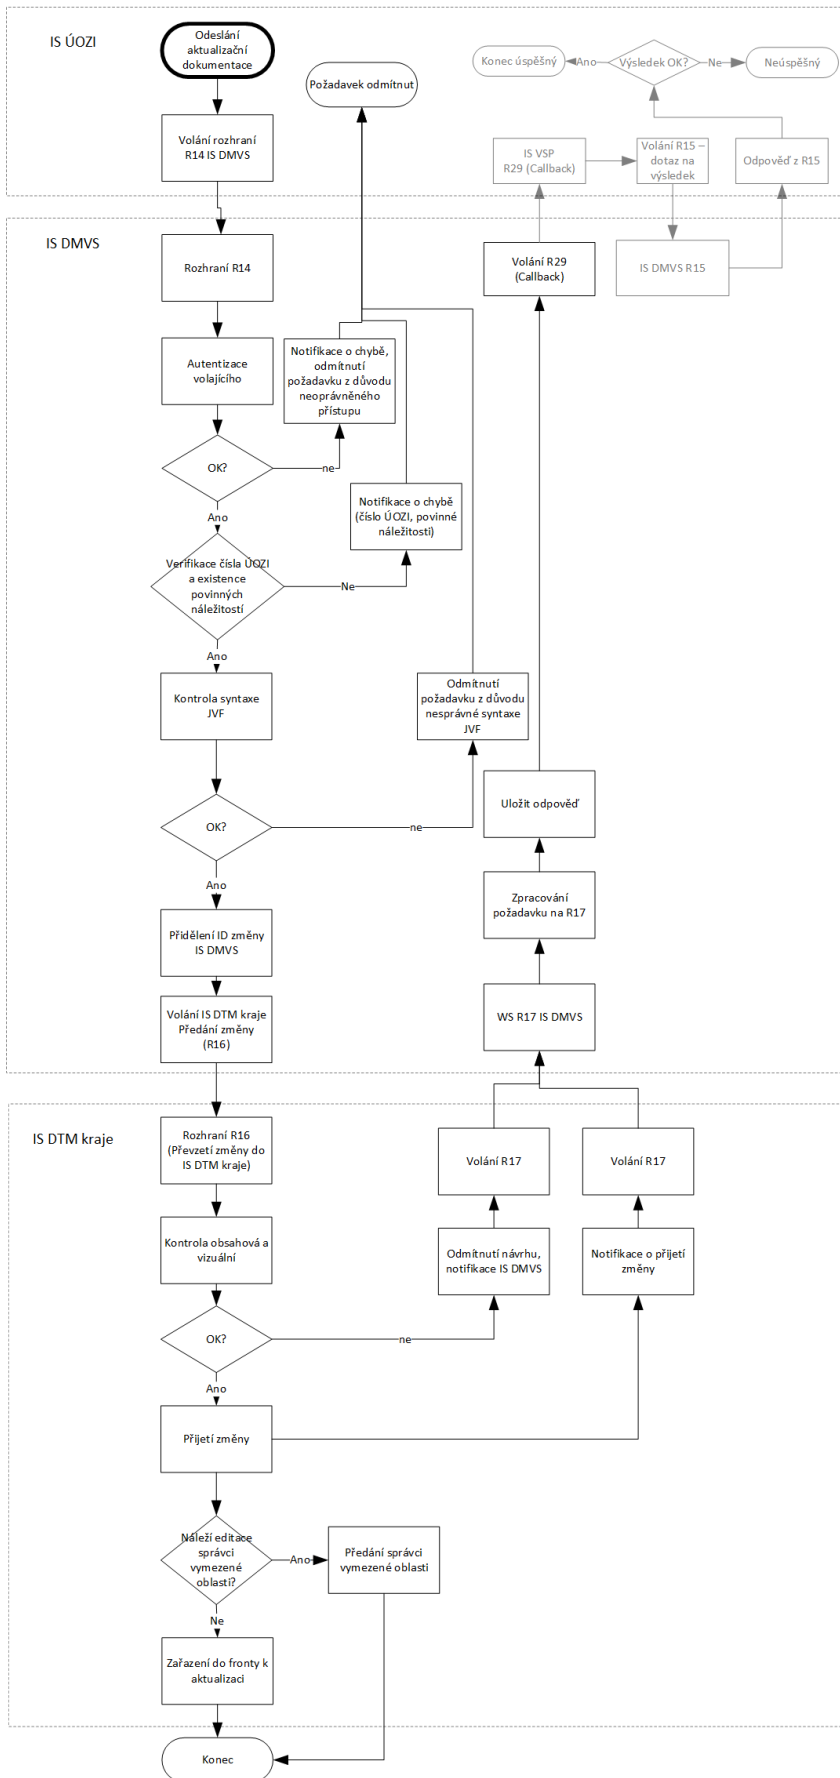 IS ÚOZI
Odeslání
aktualizační
dokumentace
Požadavek odmítnut
Konec úspěšný
Ano
Výsledek OK?
Ne
Neúspěšný
Volání rozhraní
R14 IS DMVS
IS VSP
R29 (Callback)
Volání R15 –
dotaz na
výsledek
Odpověď z R15
IS DMVS
Rozhraní R14
Volání R29
(Callback)
IS DMVS R15
Autentizace
volajícího
Notifikace o chybě,
odmítnutí
požadavku z důvodu
neoprávněného
přístupu
OK?
ne
Ano
Notifikace o chybě
(číslo ÚOZI, povinné
náležitosti)
Verifikace čísla ÚOZI
a existence
povinných
náležitostí
Ne
Ano
Kontrola syntaxe
JVF
Odmítnutí
požadavku z důvodu
nesprávné syntaxe
JVF
OK?
ne
Uložit odpověď
Ano
Zpracování
požadavku na R17
Přidělení ID změny
IS DMVS
Volání IS DTM kraje
Předání změny
(R16)
WS R17 IS DMVS
IS DTM kraje
Rozhraní R16
(Převzetí změny do
IS DTM kraje)
Volání R17
Volání R17
Kontrola obsahová a
vizuální
Odmítnutí návrhu,
notifikace IS DMVS
Notifikace o přijetí
změny
OK?
ne
Ano
Přijetí změny
Náleží editace
správci
vymezené
oblasti?
Ano
Předání správci
vymezené oblasti
Ne
Zařazení do fronty k
aktualizaci
Konec